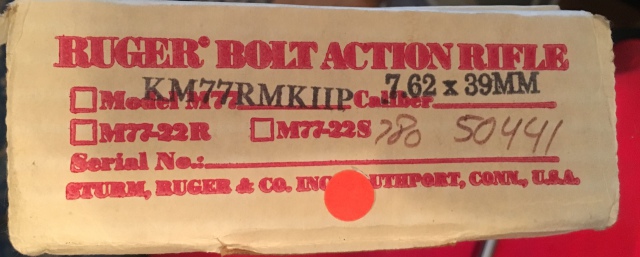 RUGER® BOLT ACTION RIFLE
Model M77 KM77RMKIIP Caliber 7.62 x 39MM
M77-22R M77-22S 780 50441
Serial No.:
STURM, RUGER & CO. INC. SOUTHPORT, CONN., U.S.A.